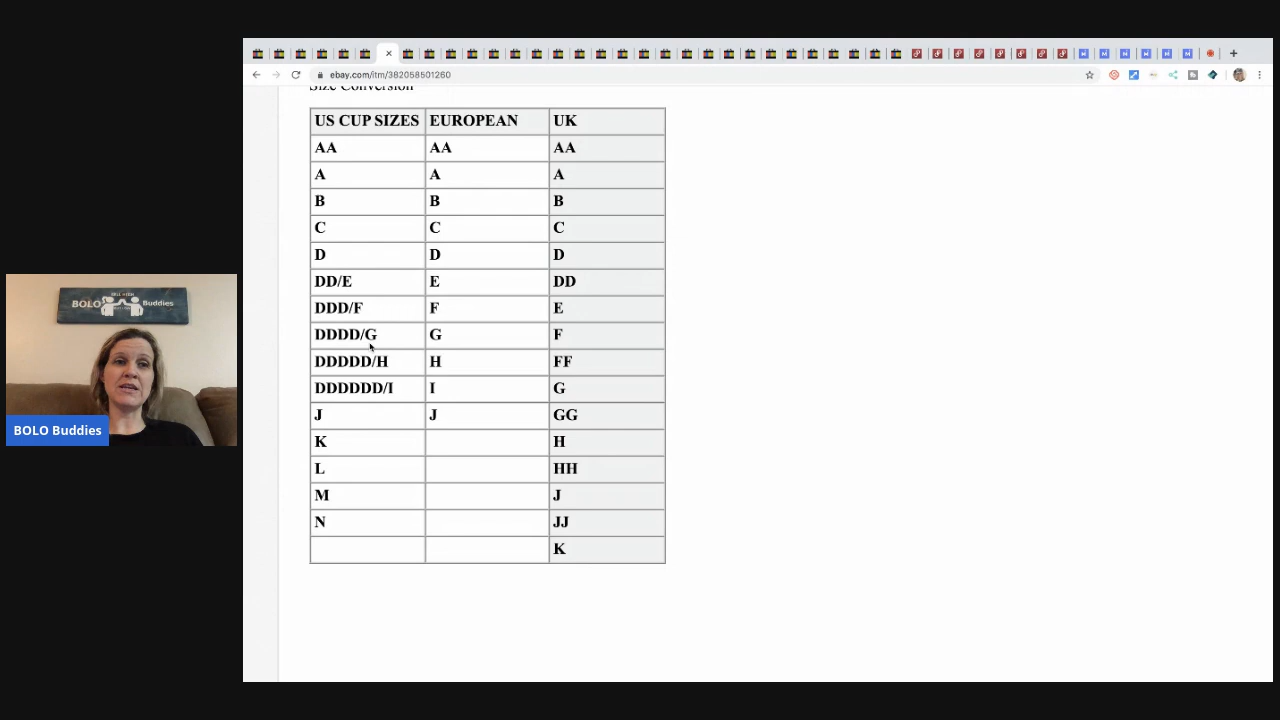 ebay.com/itm/382058501260
Size Conversion
US CUP SIZES EUROPEAN UK
AA AA AA
A A A
B B B
C C C
D D D
DD/E E DD
DDD/F F E
DDDD/G G F
DDDDD/H H FF
DDDDDD/I I G
J J GG
K H
L HH
M J
N JJ
K
BOLO Buddies
BOLO Buddies